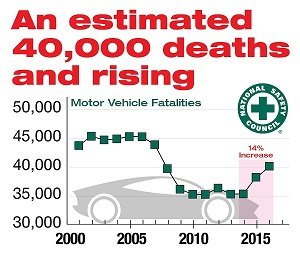 An estimated
40,000 deaths
and rising
50,000
Motor Vehicle Fatalities
NATIONAL SAFETY COUNCIL
45,000
14%
Increase
40,000
35,000
30,000
2000
2005
2010
2015